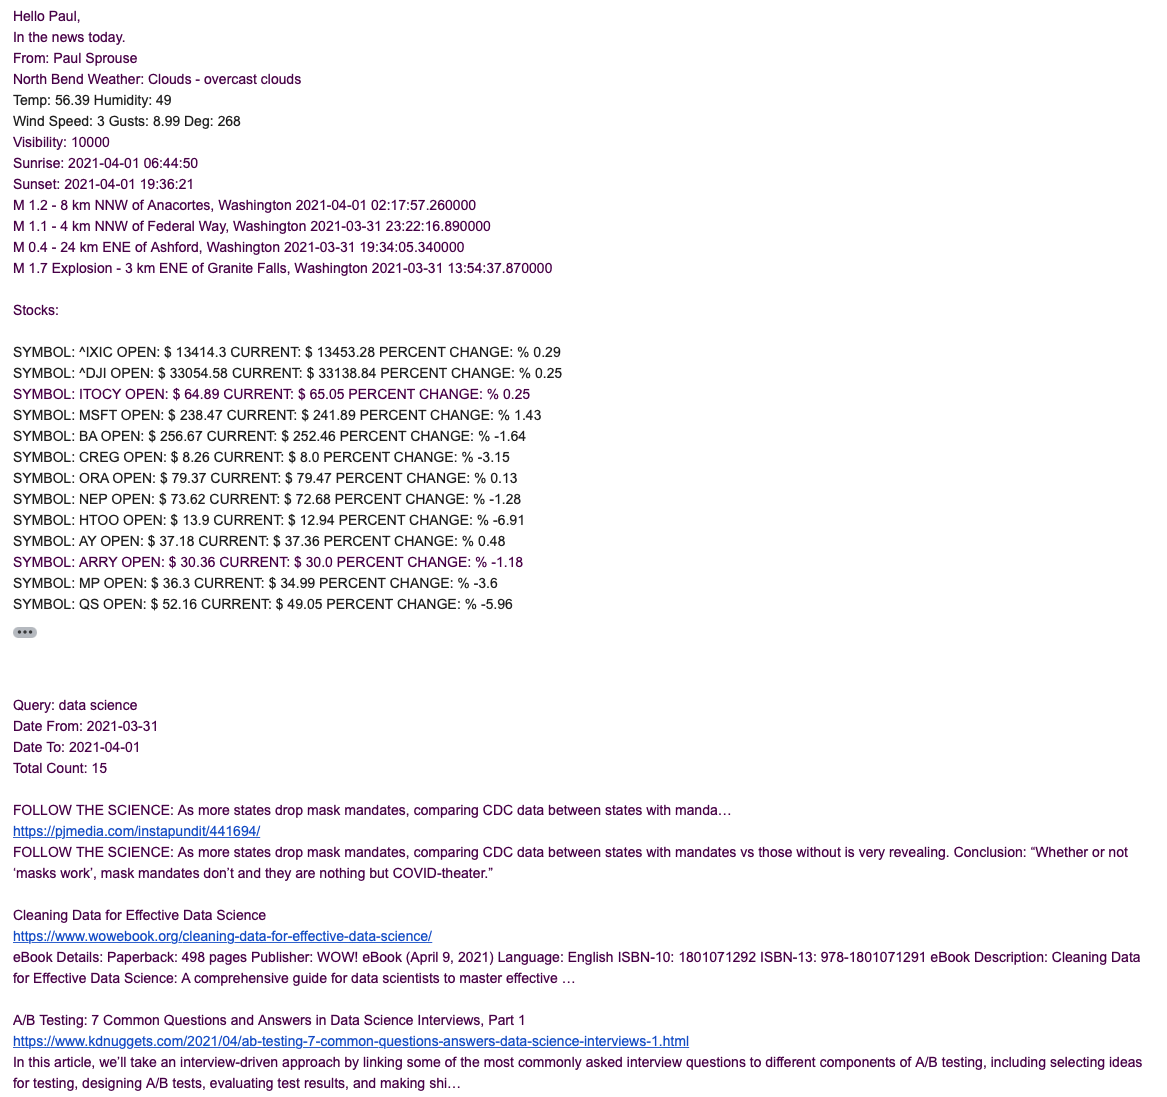 Hello Paul,
In the news today.
From: Paul Sprouse
North Bend Weather: Clouds - overcast clouds
Temp: 56.39 Humidity: 49
Wind Speed: 3 Gusts: 8.99 Deg: 268
Visibility: 10000
Sunrise: 2021-04-01 06:44:50
Sunset: 2021-04-01 19:36:21
M 1.2 - 8 km NNW of Anacortes, Washington 2021-04-01 02:17:57.260000
M 1.1 - 4 km NNW of Federal Way, Washington 2021-03-31 23:22:16.890000
M 0.4 - 24 km ENE of Ashford, Washington 2021-03-31 19:34:05.340000
M 1.7 Explosion - 3 km ENE of Granite Falls, Washington 2021-03-31 13:54:37.870000
Stocks:
SYMBOL: ^IXIC OPEN: $ 13414.3 CURRENT: $ 13453.28 PERCENT CHANGE: % 0.29
SYMBOL: ^DJI OPEN: $ 33054.58 CURRENT: $ 33138.84 PERCENT CHANGE: % 0.25
SYMBOL: ITOCY OPEN: $ 64.89 CURRENT: $ 65.05 PERCENT CHANGE: % 0.25
SYMBOL: MSFT OPEN: $ 238.47 CURRENT: $ 241.89 PERCENT CHANGE: % 1.43
SYMBOL: BA OPEN: $ 256.67 CURRENT: $ 252.46 PERCENT CHANGE: % -1.64
SYMBOL: CREG OPEN: $ 8.26 CURRENT: $ 8.0 PERCENT CHANGE: % -3.15
SYMBOL: ORA OPEN: $ 79.37 CURRENT: $ 79.47 PERCENT CHANGE: % 0.13
SYMBOL: NEP OPEN: $ 73.62 CURRENT: $ 72.68 PERCENT CHANGE: % -1.28
SYMBOL: HTOO OPEN: $ 13.9 CURRENT: $ 12.94 PERCENT CHANGE: % -6.91
SYMBOL: AY OPEN: $ 37.18 CURRENT: $ 37.36 PERCENT CHANGE: % 0.48
SYMBOL: ARRY OPEN: $ 30.36 CURRENT: $ 30.0 PERCENT CHANGE: % -1.18
SYMBOL: MP OPEN: $ 36.3 CURRENT: $ 34.99 PERCENT CHANGE: % -3.6
SYMBOL: QS OPEN: $ 52.16 CURRENT: $ 49.05 PERCENT CHANGE: % -5.96
Query: data science
Date From: 2021-03-31
Date To: 2021-04-01
Total Count: 15
FOLLOW THE SCIENCE: As more states drop mask mandates, comparing CDC data between states with manda…
https://pjmedia.com/instapundit/441694/
FOLLOW THE SCIENCE: As more states drop mask mandates, comparing CDC data between states with mandates vs those without is very revealing. Conclusion: “Whether or not
‘masks work’, mask mandates don’t and they are nothing but COVID-theater.”
Cleaning Data for Effective Data Science
https://www.wowebook.org/cleaning-data-for-effective-data-science/
eBook Details: Paperback: 498 pages Publisher: WOW! eBook (April 9, 2021) Language: English ISBN-10: 1801071292 ISBN-13: 978-1801071291 eBook Description: Cleaning Data
for Effective Data Science: A comprehensive guide for data scientists to master effective …
A/B Testing: 7 Common Questions and Answers in Data Science Interviews, Part 1
https://www.kdnuggets.com/2021/04/ab-testing-7-common-questions-answers-data-science-interviews-1.html
In this article, we’ll take an interview-driven approach by linking some of the most commonly asked interview questions to different components of A/B testing, including selecting ideas
for testing, designing A/B tests, evaluating test results, and making shi…